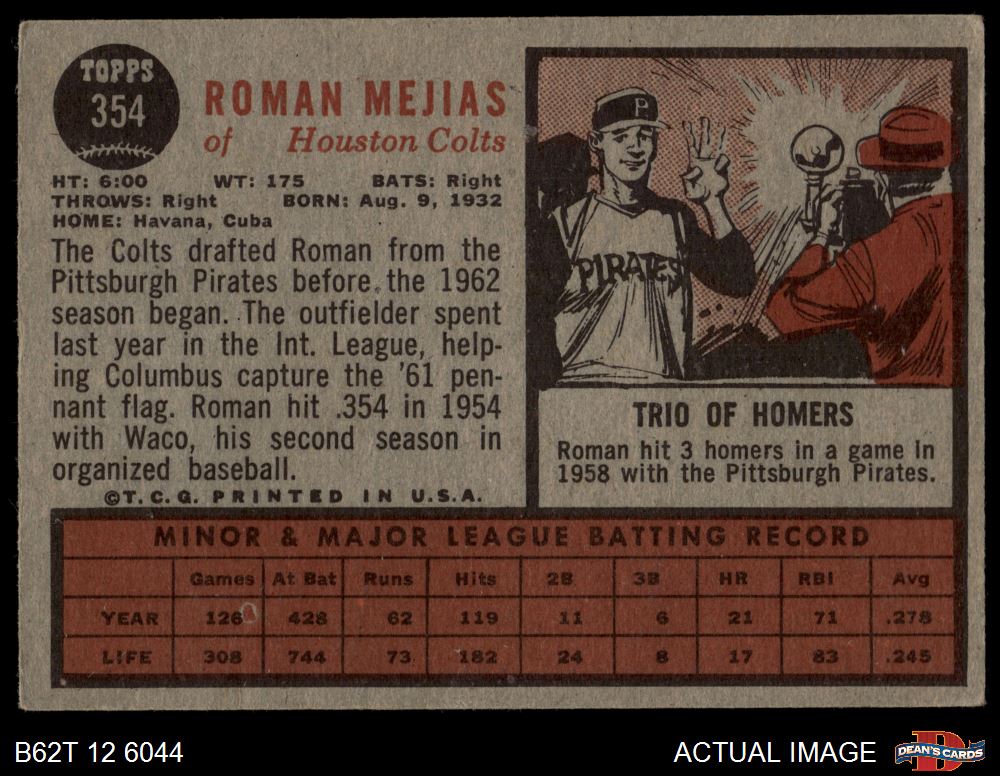 TOPPS
354
ROMAN MEJIAS
of Houston Colts
HT: 6:00 WT: 175 BATS: Right
THROWS: Right BORN: Aug. 9, 1932
HOME: Havana, Cuba
The Colts drafted Roman from the
Pittsburgh Pirates before the 1962
season began. The outfielder spent
last year in the Int. League, help-
ing Columbus capture the '61 pen-
nant flag. Roman hit .354 in 1954
with Waco, his second season in
organized baseball.
©T.C.G. PRINTED IN U.S.A.
P
PIRATES
TRIO OF HOMERS
Roman hit 3 homers in a game in
1958 with the Pittsburgh Pirates.
MINOR & MAJOR LEAGUE BATTING RECORD
Games At Bat Runs Hits 2B 3B HR RBI Avg
YEAR 126 428 62 119 11 6 21 71 .278
LIFE 308 744 73 182 24 8 17 83 .245
B62T 12 6044
ACTUAL IMAGE
DEAN'S CARDS